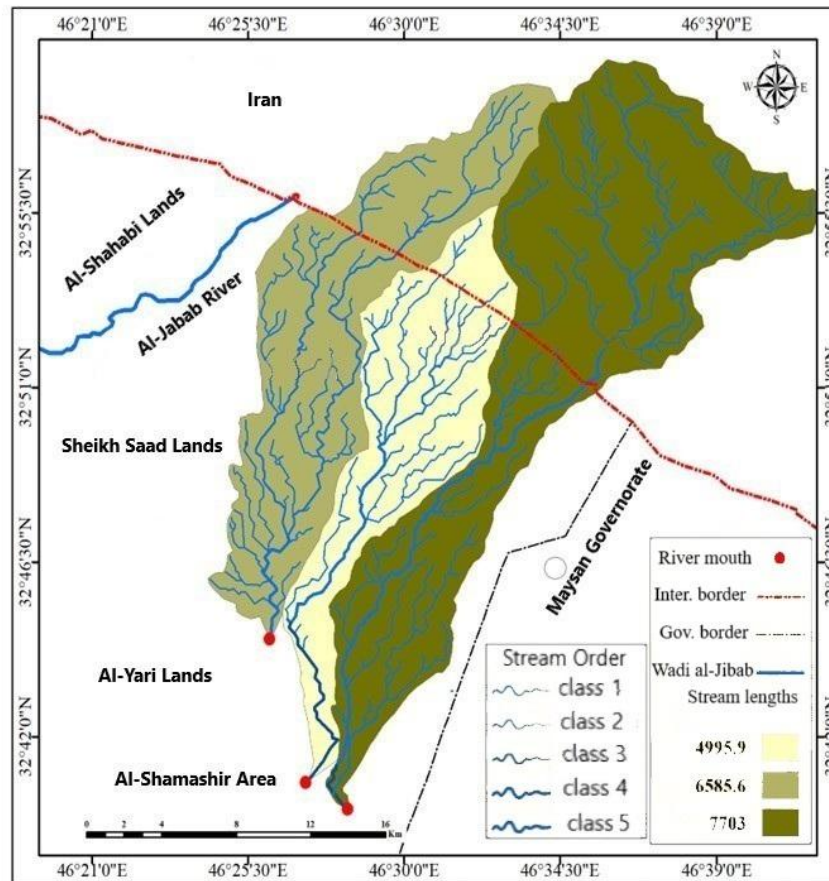 46°21'0"E 46°25'30"E 46°30'0"E 46°34'30"E 46°39'0"E
N
W E
S
Iran
32°55'30"N
Al-Shahabi Lands
Al-Jabab River
32°51'0"N
Sheikh Saad Lands
Maysan Governorate
32°46'30"N
River mouth
Inter. border
Gov. border
Wadi al-Jibab
Stream lengths
4995.9
6585.6
7703
Stream Order
class 1
class 2
class 3
class 4
class 5
Al-Yari Lands
32°42'0"N
Al-Shamashir Area
0 2 4 8 12 16
Km
46°21'0"E 46°25'30"E 46°30'0"E 46°34'30"E 46°39'0"E